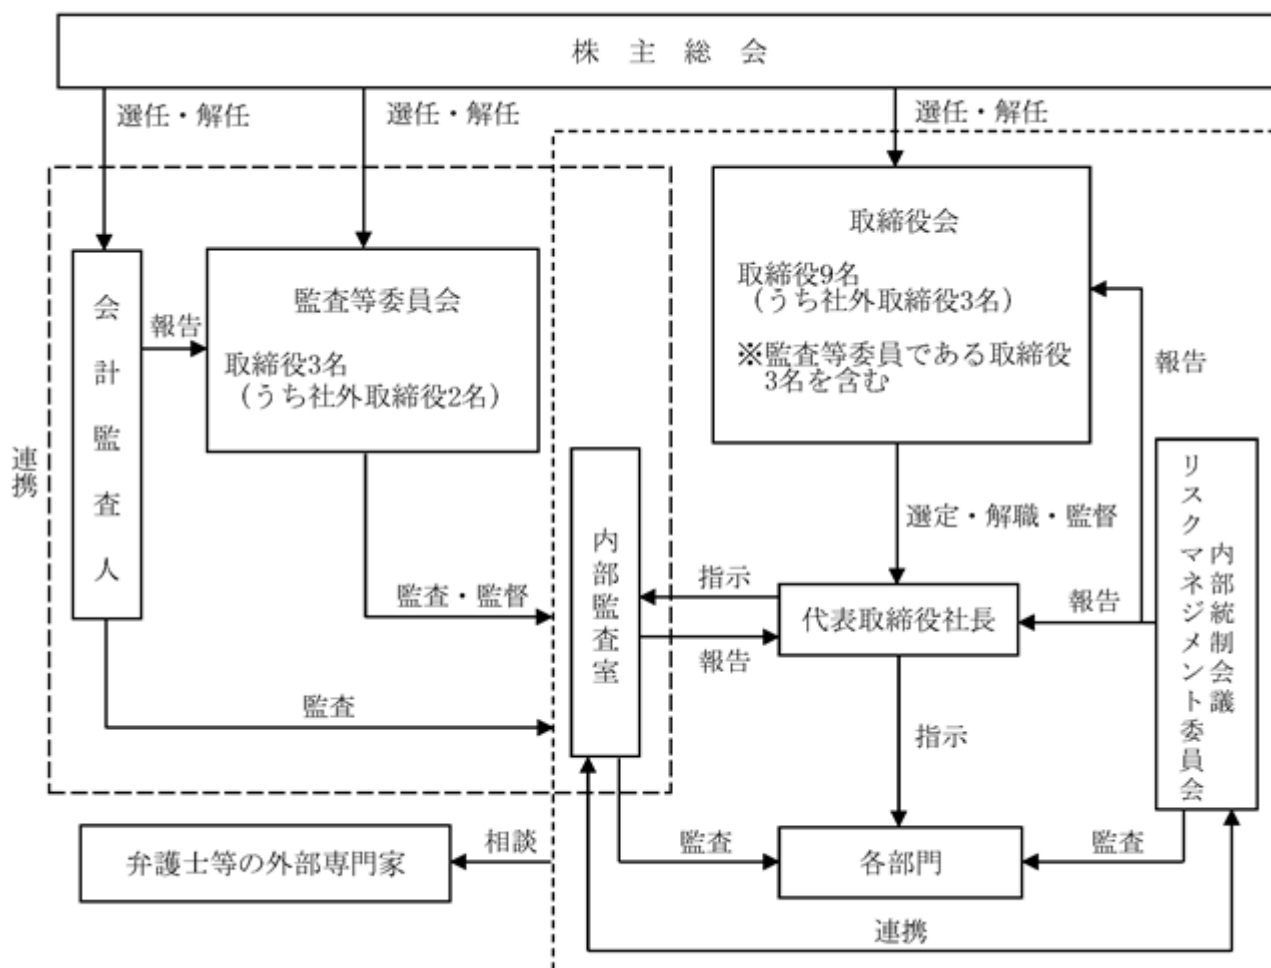 株主総会
選任・解任
選任・解任
選任・解任
取締役会
取締役9名
（うち社外取締役3名）
※監査等委員である取締役
3名を含む
監査等委員会
取締役3名
（うち社外取締役2名）
会計監査人
報告
報告
連携
リスクマネジメント委員会
内部統制会議
選定・解職・監督
内部監査室
指示
代表取締役社長
報告
監査・監督
報告
監査
指示
弁護士等の外部専門家
相談
監査
各部門
監査
連携